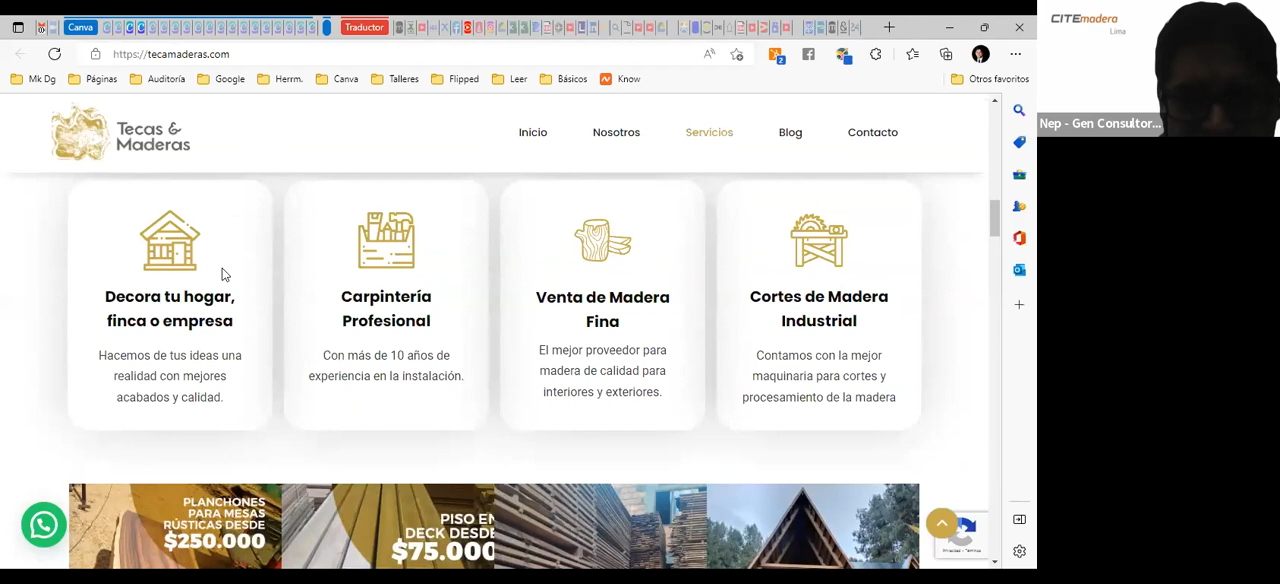 Canva
Traductor
https://tecamaderas.com
Mk Dg
Páginas
Auditoría
Google
Herrm.
Canva
Talleres
Flipped
Leer
Básicos
Know
Otros favoritos
CITEmadera
Lima
Nep - Gen Consultor...
Tecas &
Maderas
Inicio
Nosotros
Servicios
Blog
Contacto
Decora tu hogar,
finca o empresa
Hacemos de tus ideas una
realidad con mejores
acabados y calidad.
Carpintería
Profesional
Con más de 10 años de
experiencia en la instalación.
Venta de Madera
Fina
El mejor proveedor para
madera de calidad para
interiores y exteriores.
Cortes de Madera
Industrial
Contamos con la mejor
maquinaria para cortes y
procesamiento de la madera
PLANCHONES
PARA MESAS
RÚSTICAS DESDE
$250.000
PISO EN
DECK DESDE
$75.000
Privacidad - Términos